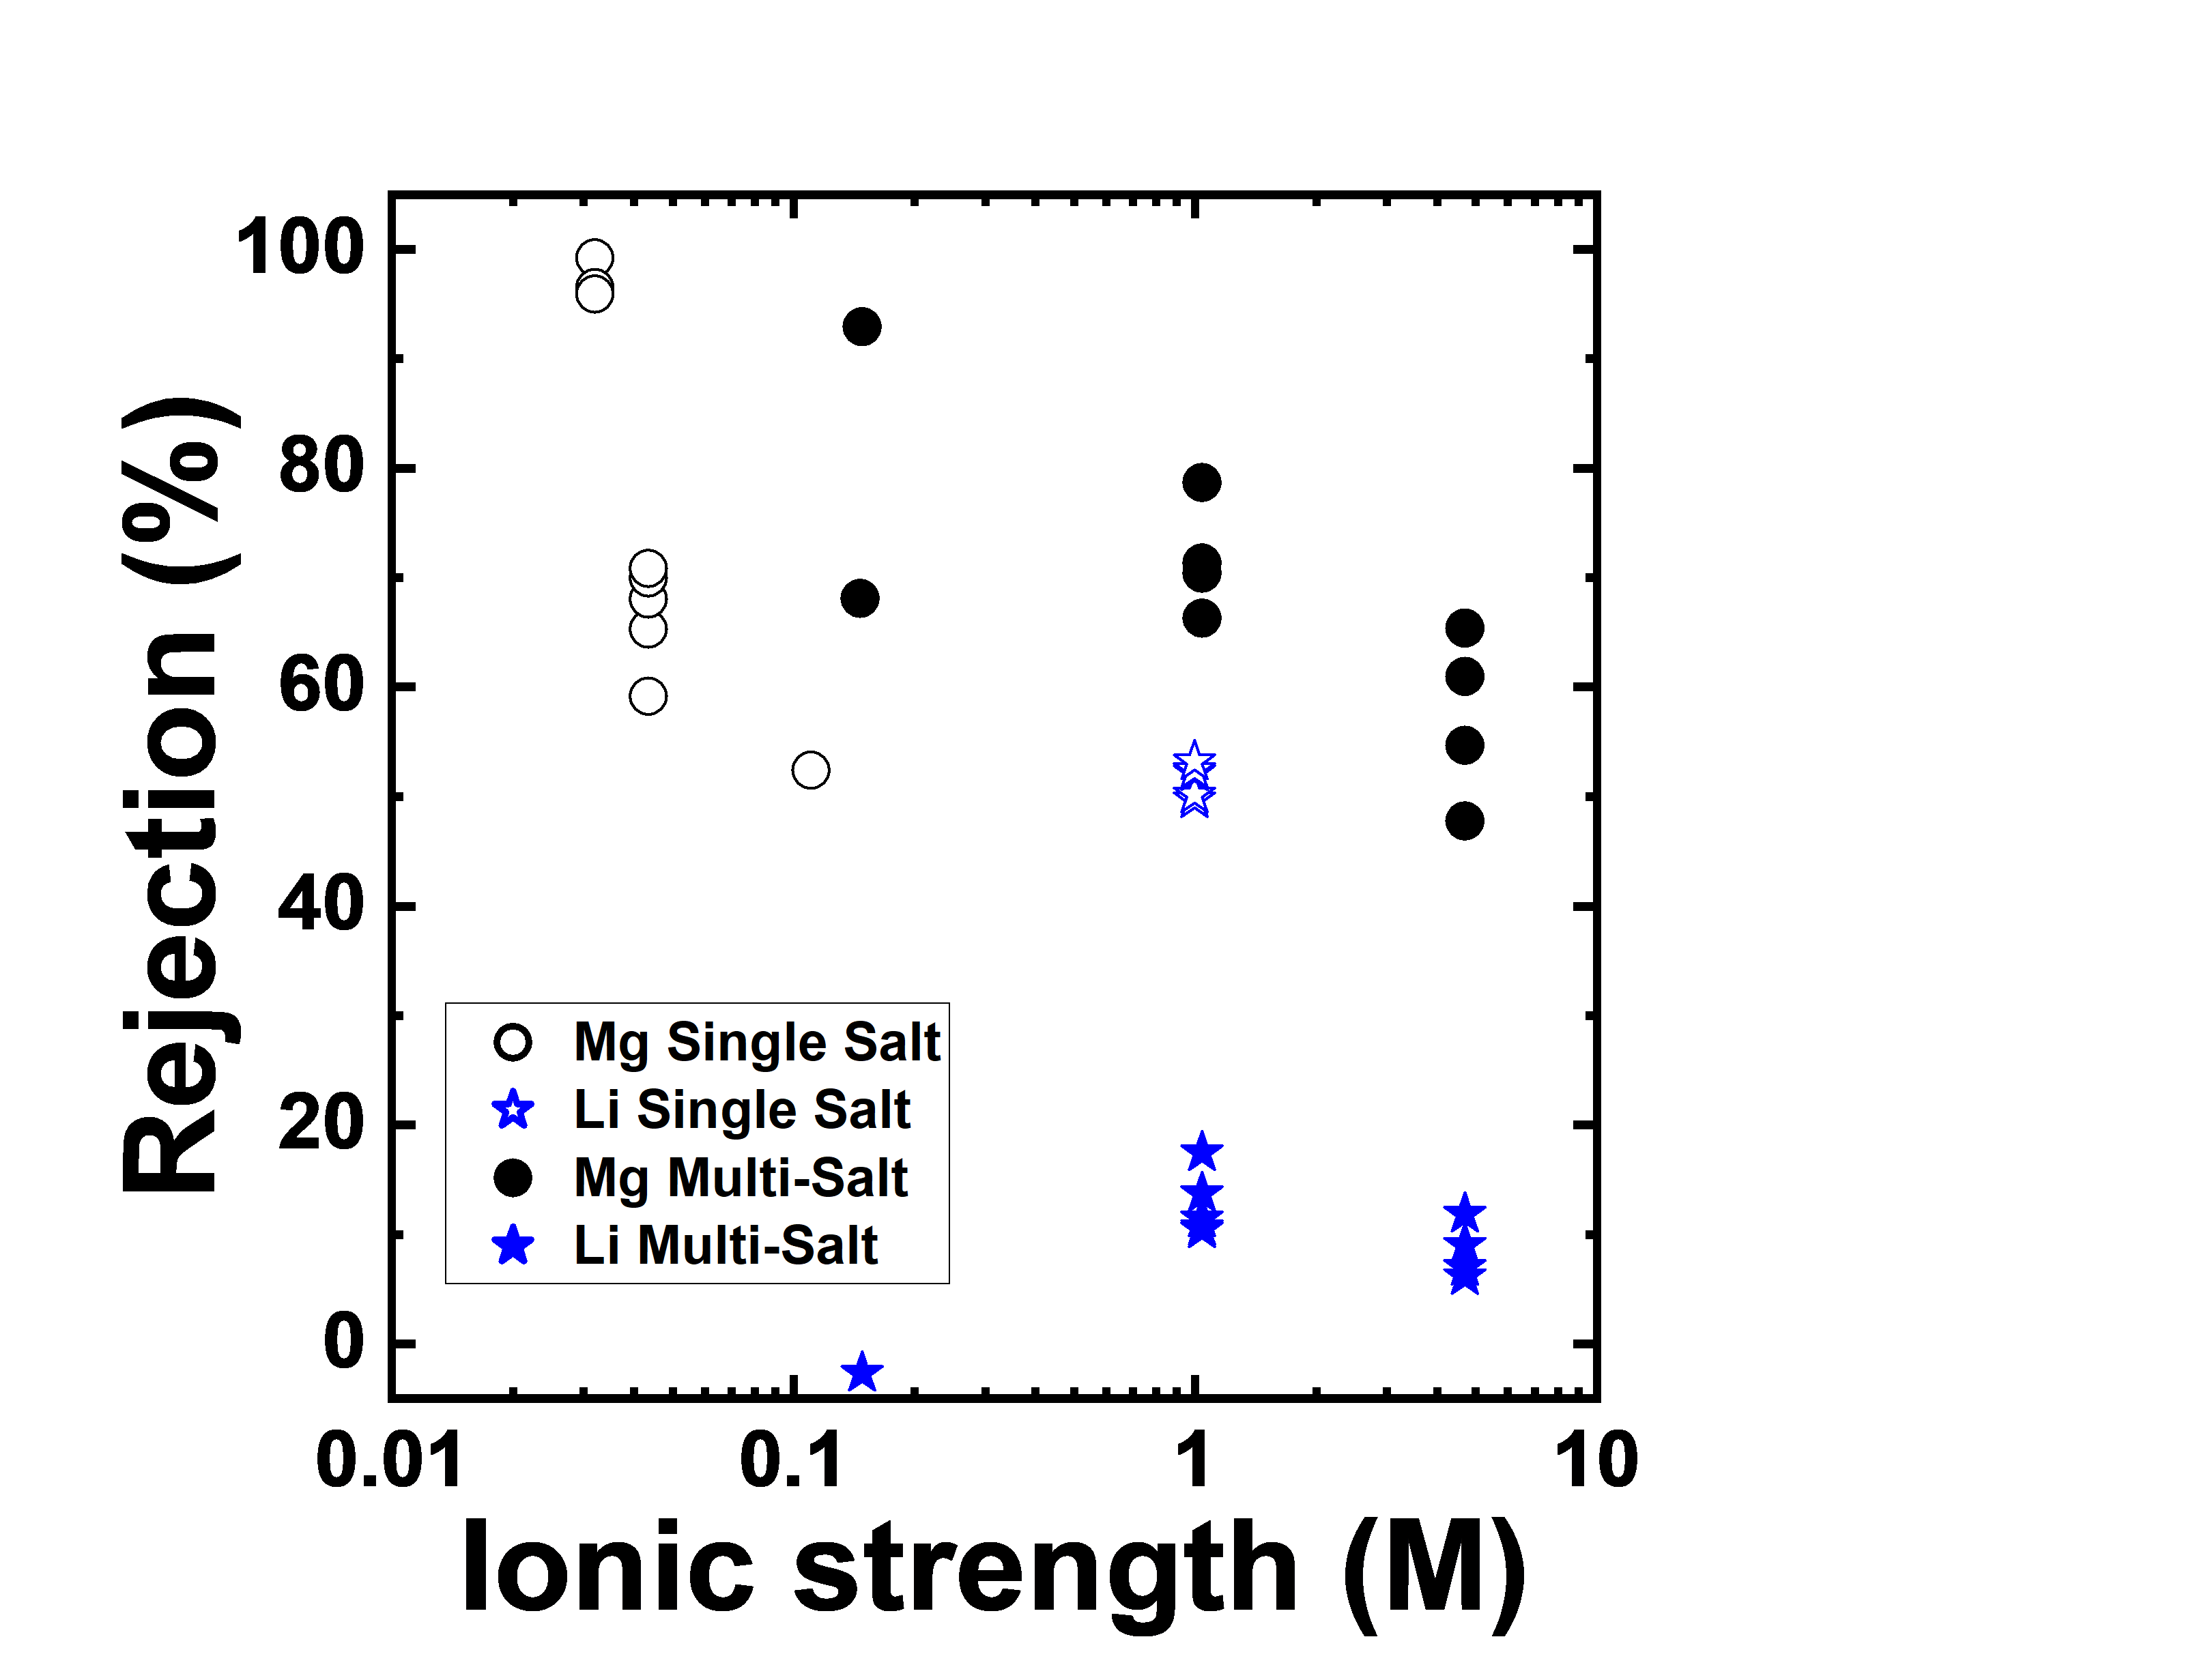 100
80
60
40
20
0
Rejection (%)
Mg Single Salt
Li Single Salt
Mg Multi-Salt
Li Multi-Salt
0.01 0.1 1 10
Ionic strength (M)